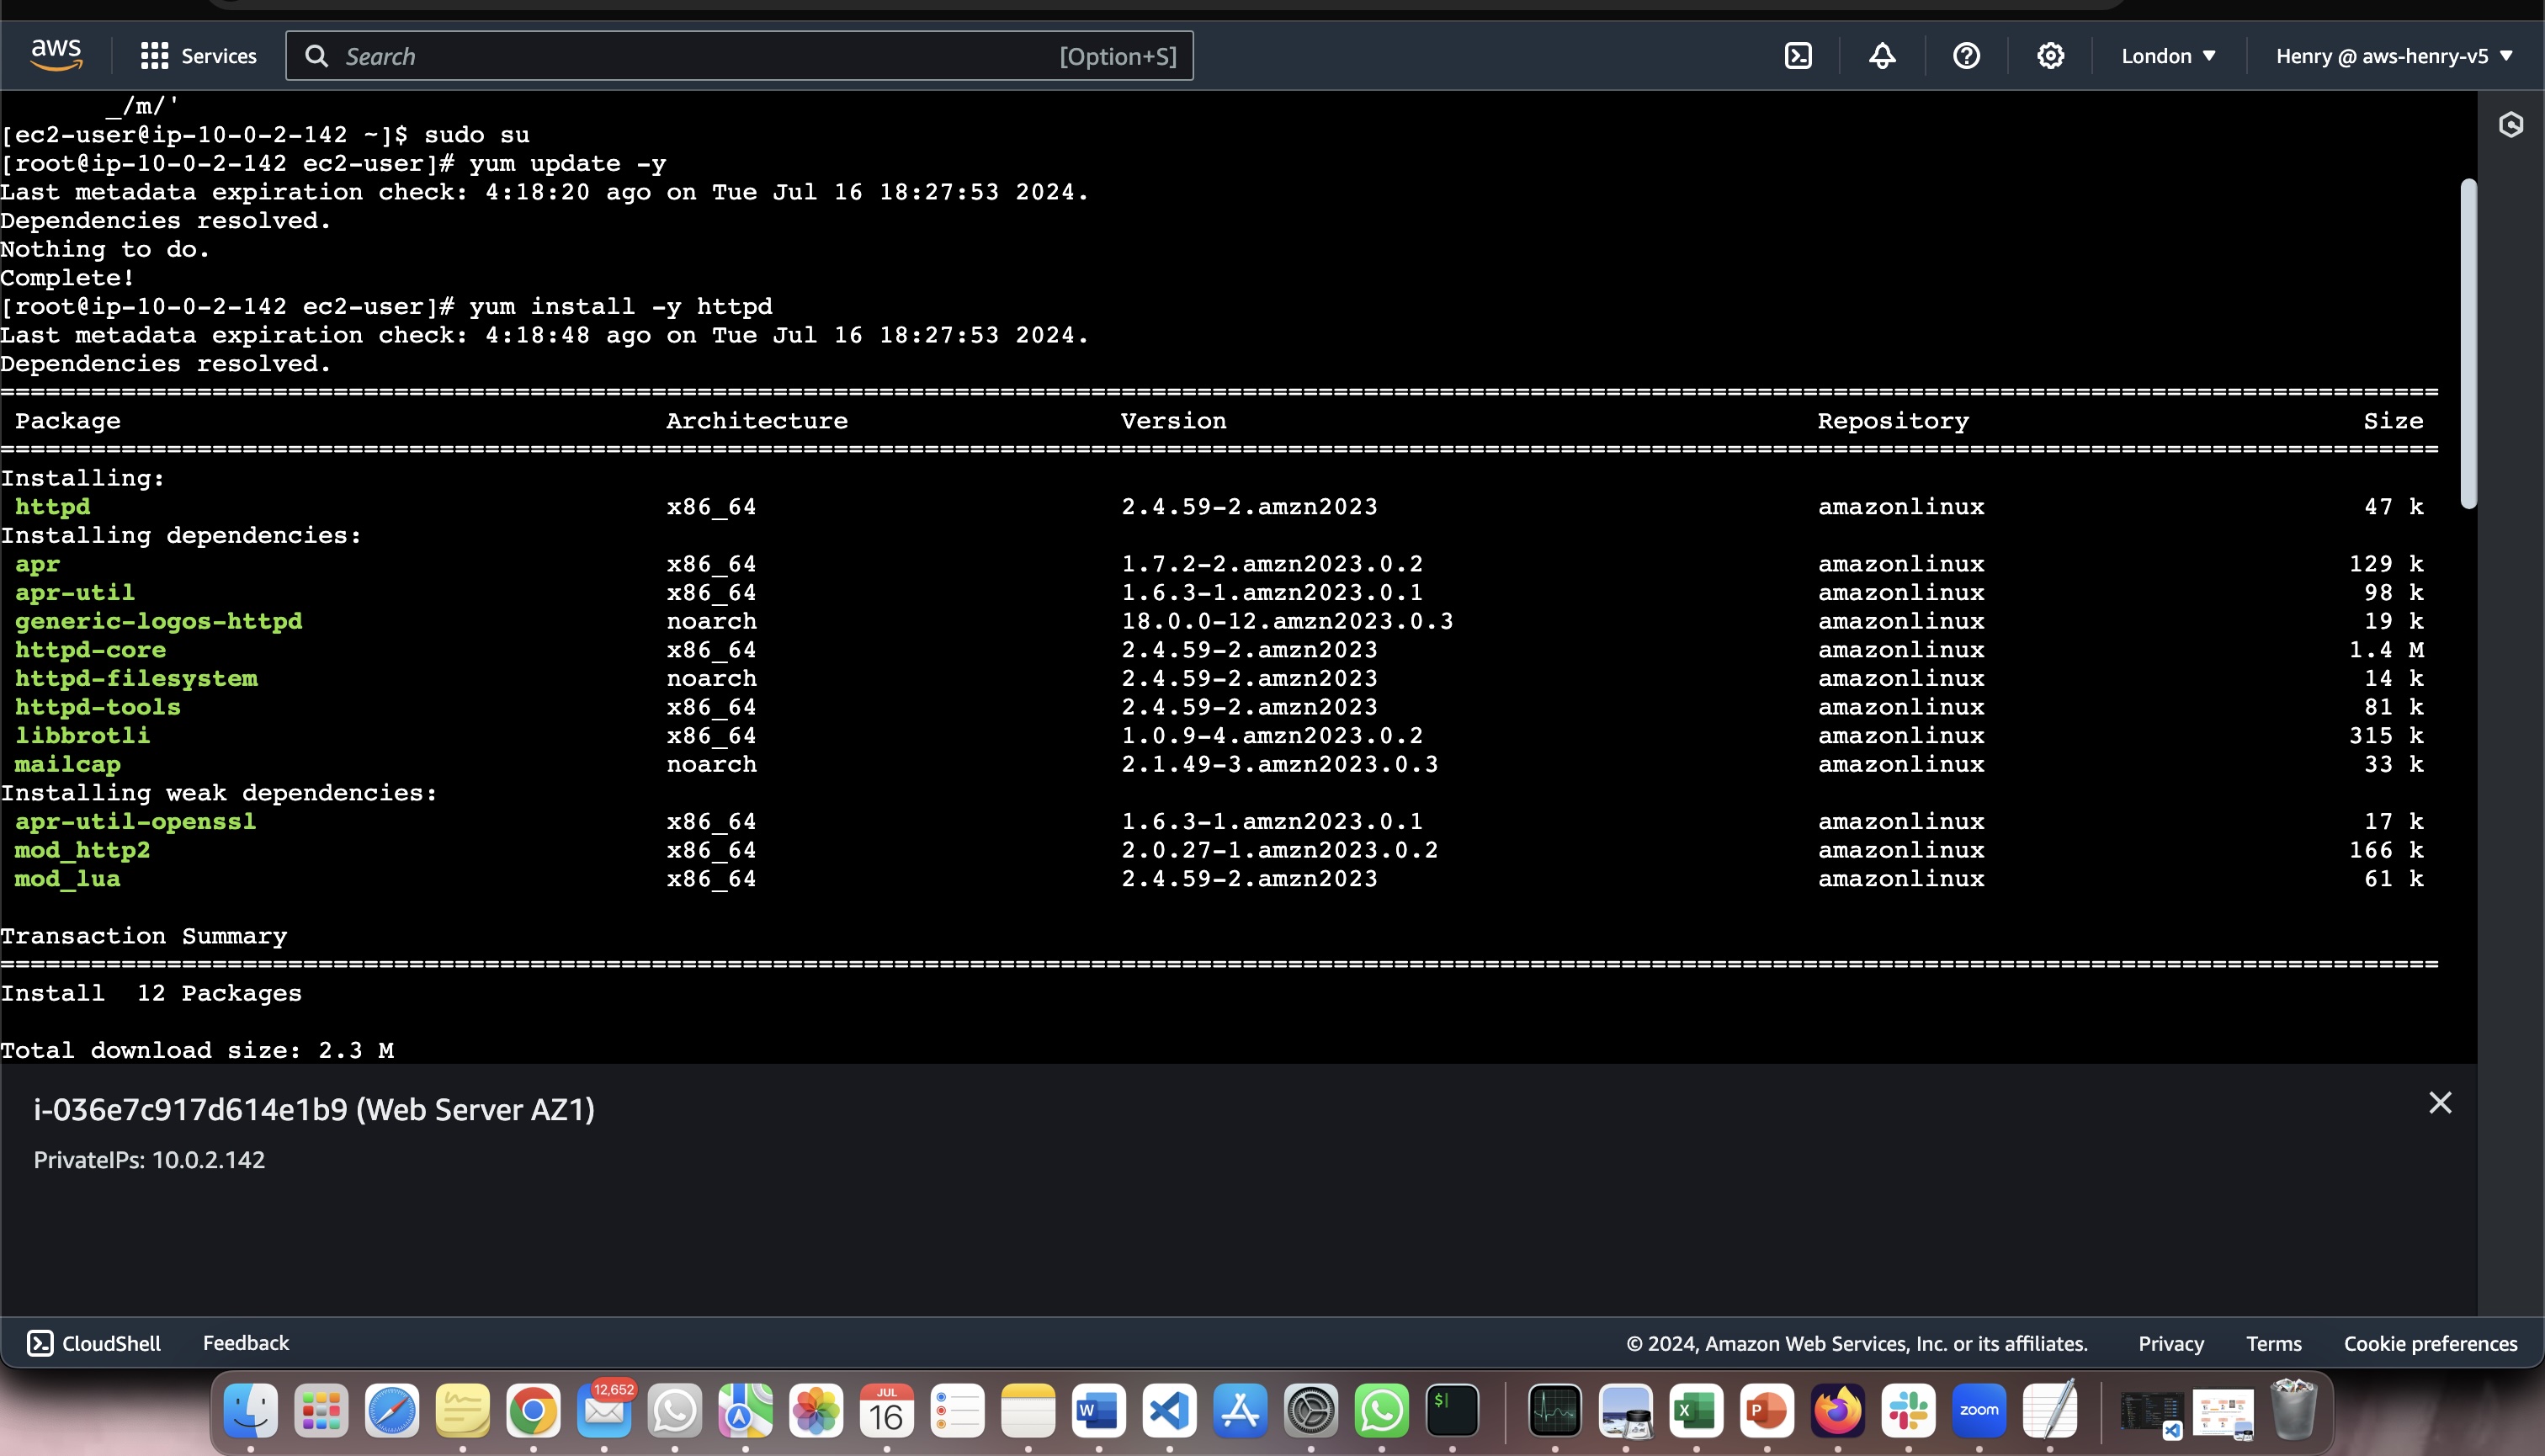 aws Services Search [Option+S] London Henry @ aws-henry-v5
_/m/'
[ec2-user@ip-10-0-2-142 ~]$ sudo su
[root@ip-10-0-2-142 ec2-user]# yum update -y
Last metadata expiration check: 4:18:20 ago on Tue Jul 16 18:27:53 2024.
Dependencies resolved.
Nothing to do.
Complete!
[root@ip-10-0-2-142 ec2-user]# yum install -y httpd
Last metadata expiration check: 4:18:48 ago on Tue Jul 16 18:27:53 2024.
Dependencies resolved.
Package Architecture Version Repository Size
Installing:
httpd x86_64 2.4.59-2.amzn2023 amazonlinux 47 k
Installing dependencies:
apr x86_64 1.7.2-2.amzn2023.0.2 amazonlinux 129 k
apr-util x86_64 1.6.3-1.amzn2023.0.1 amazonlinux 98 k
generic-logos-httpd noarch 18.0.0-12.amzn2023.0.3 amazonlinux 19 k
httpd-core x86_64 2.4.59-2.amzn2023 amazonlinux 1.4 M
httpd-filesystem noarch 2.4.59-2.amzn2023 amazonlinux 14 k
httpd-tools x86_64 2.4.59-2.amzn2023 amazonlinux 81 k
libbrotli x86_64 1.0.9-4.amzn2023.0.2 amazonlinux 315 k
mailcap noarch 2.1.49-3.amzn2023.0.3 amazonlinux 33 k
Installing weak dependencies:
apr-util-openssl x86_64 1.6.3-1.amzn2023.0.1 amazonlinux 17 k
mod_http2 x86_64 2.0.27-1.amzn2023.0.2 amazonlinux 166 k
mod_lua x86_64 2.4.59-2.amzn2023 amazonlinux 61 k
Transaction Summary
Install 12 Packages
Total download size: 2.3 M
i-036e7c917d614e1b9 (Web Server AZ1)
PrivateIPs: 10.0.2.142
CloudShell Feedback © 2024, Amazon Web Services, Inc. or its affiliates. Privacy Terms Cookie preferences
12,652
JUL
16
W
$
X
P
zoom